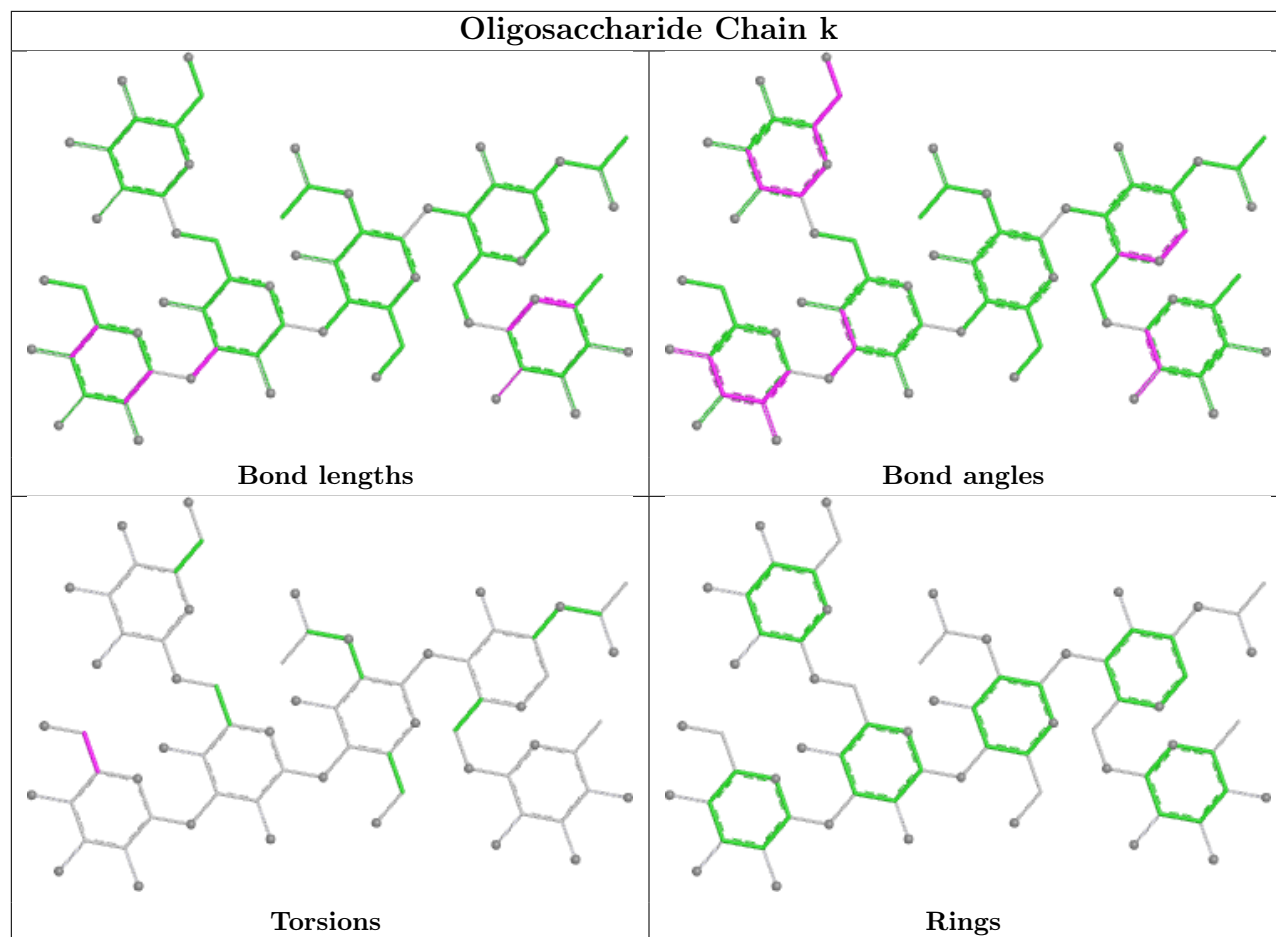 Oligosaccharide Chain k
Bond lengths
Bond angles
Torsions
Rings